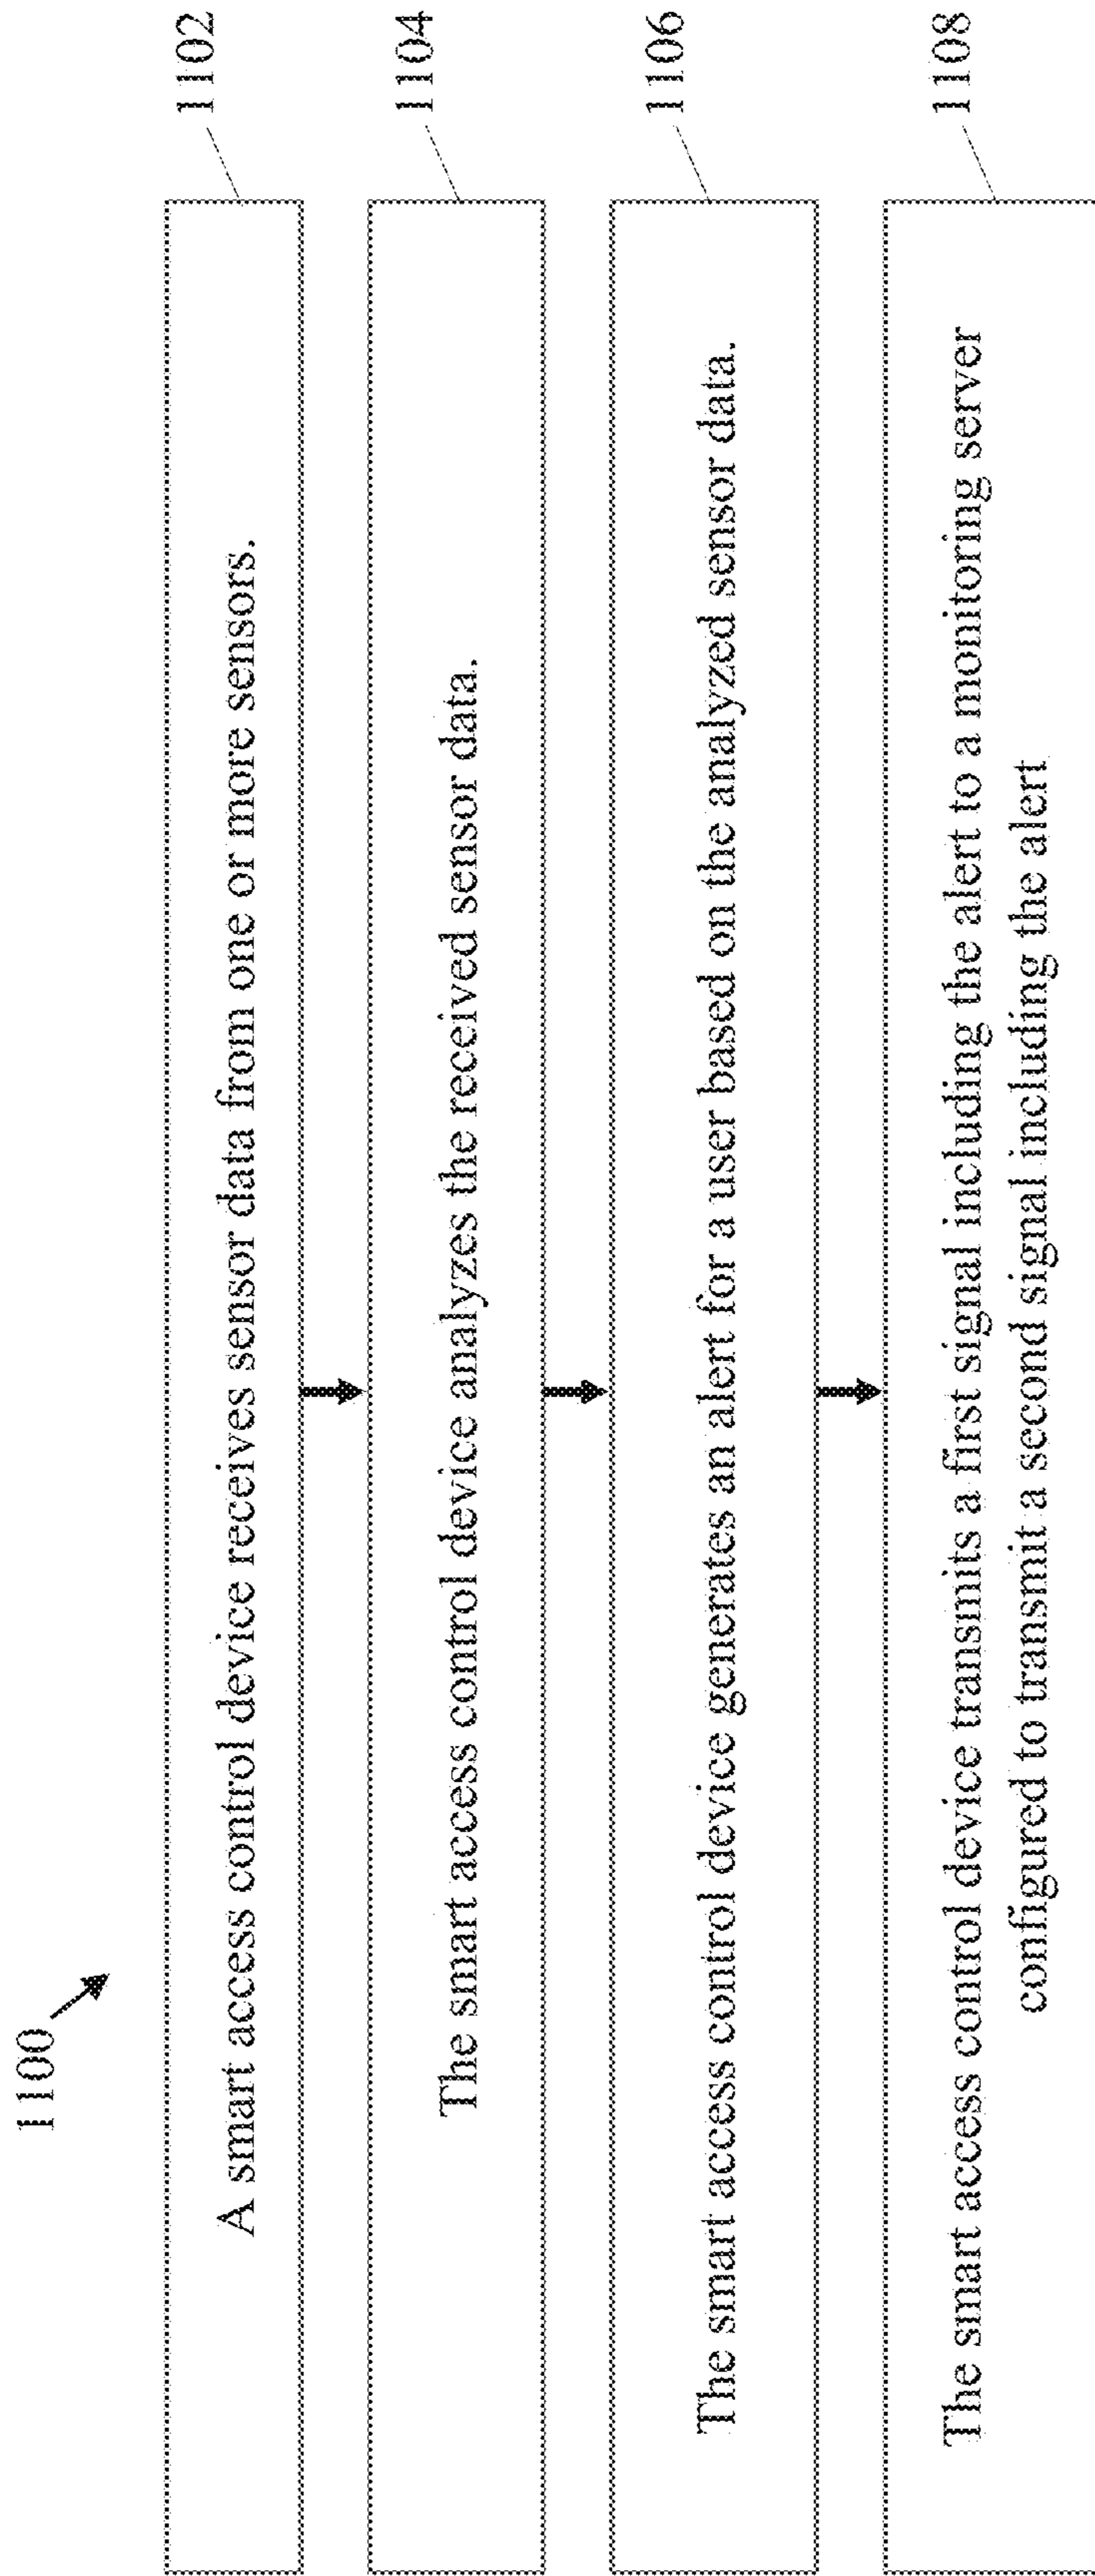 1100
A smart access control device receives sensor data from one or more sensors.
1102
The smart access control device analyzes the received sensor data.
1104
The smart access control device generates an alert for a user based on the analyzed sensor data.
1106
The smart access control device transmits a first signal including the alert to a monitoring server
configured to transmit a second signal including the alert
1108